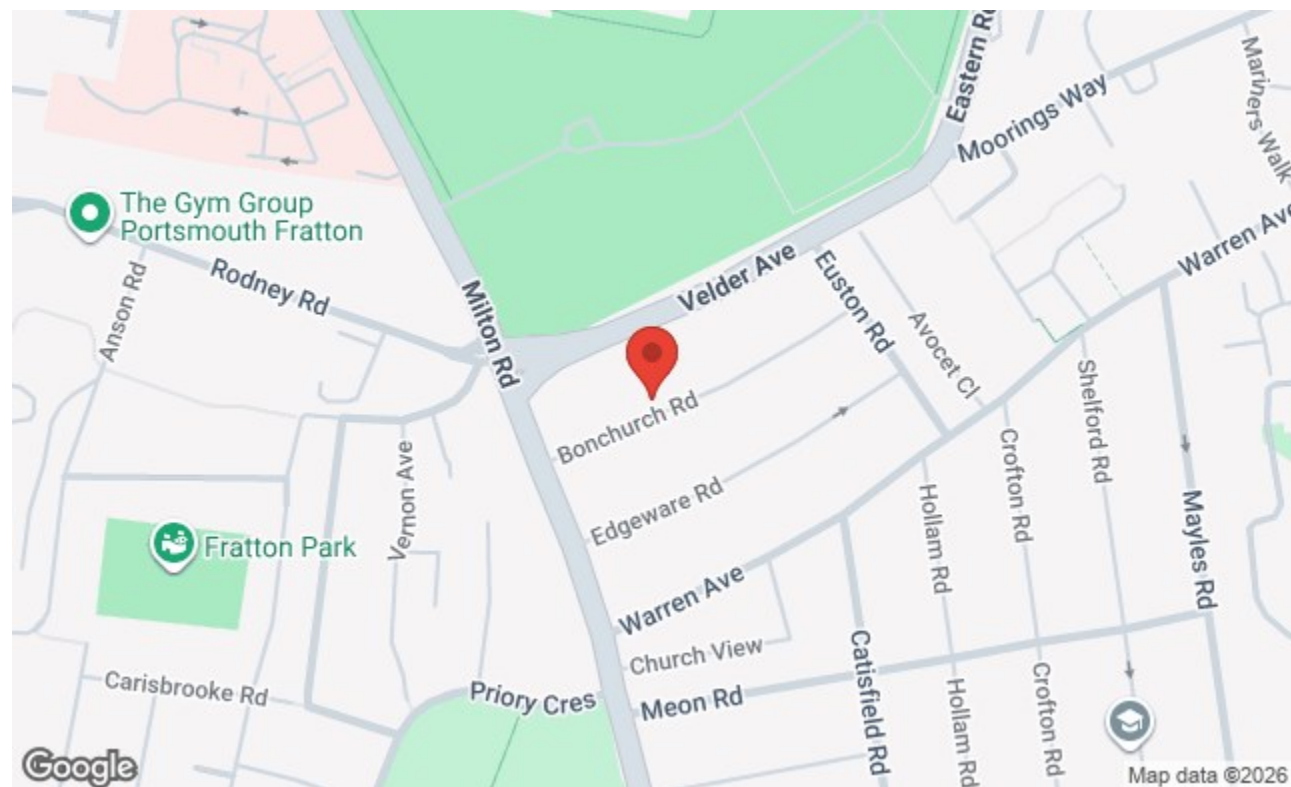 Eastern Rd
Moorings Way
Mariners Walk
The Gym Group
Portsmouth Fratton
Warren Ave
Rodney Rd
Anson Rd
Milton Rd
Velder Ave
Euston Rd
Avocet Cl
Bonchurch Rd
Shelford Rd
Vernon Ave
Edgeware Rd
Crofton Rd
Hollam Rd
Mayles Rd
Fratton Park
Warren Ave
Church View
Catisfield Rd
Carisbrooke Rd
Priory Cres
Meon Rd
Hollam Rd
Crofton Rd
Google
Map data ©2026